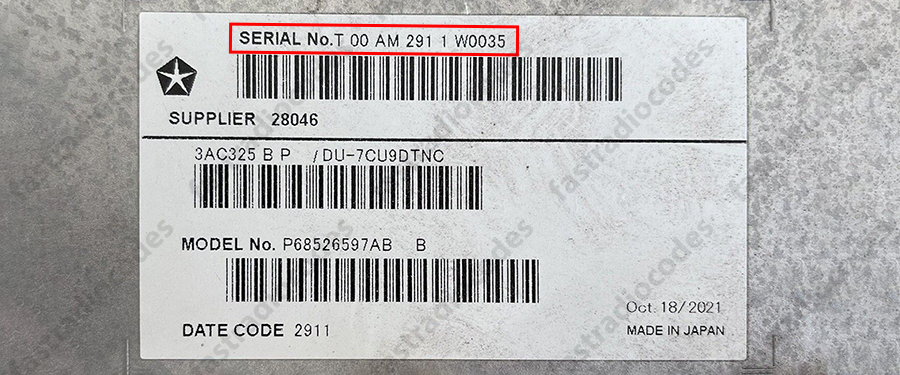 SERIAL No.T 00 AM 291 1 W0035
SUPPLIER 28046
3AC325 B P /DU-7CU9DTNC
MODEL No. P68526597AB B
Oct. 18/2021
DATE CODE 2911
MADE IN JAPAN
fastradiocodes